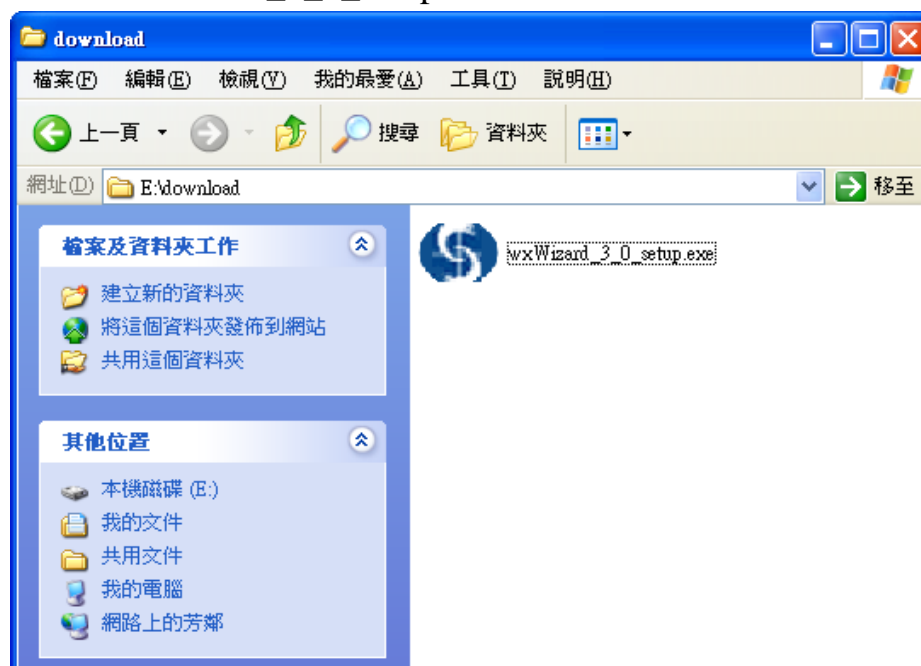 download
檔案(F) 編輯(E) 檢視(V) 我的最愛(A) 工具(T) 說明(H)
上一頁 搜尋 資料夾
網址(D) E:\download 移至
檔案及資料夾工作
wxWizard_3_0_setup.exe
建立新的資料夾
將這個資料夾發佈到網站
共用這個資料夾
其他位置
本機磁碟 (E:)
我的文件
共用文件
我的電腦
網路上的芳鄰